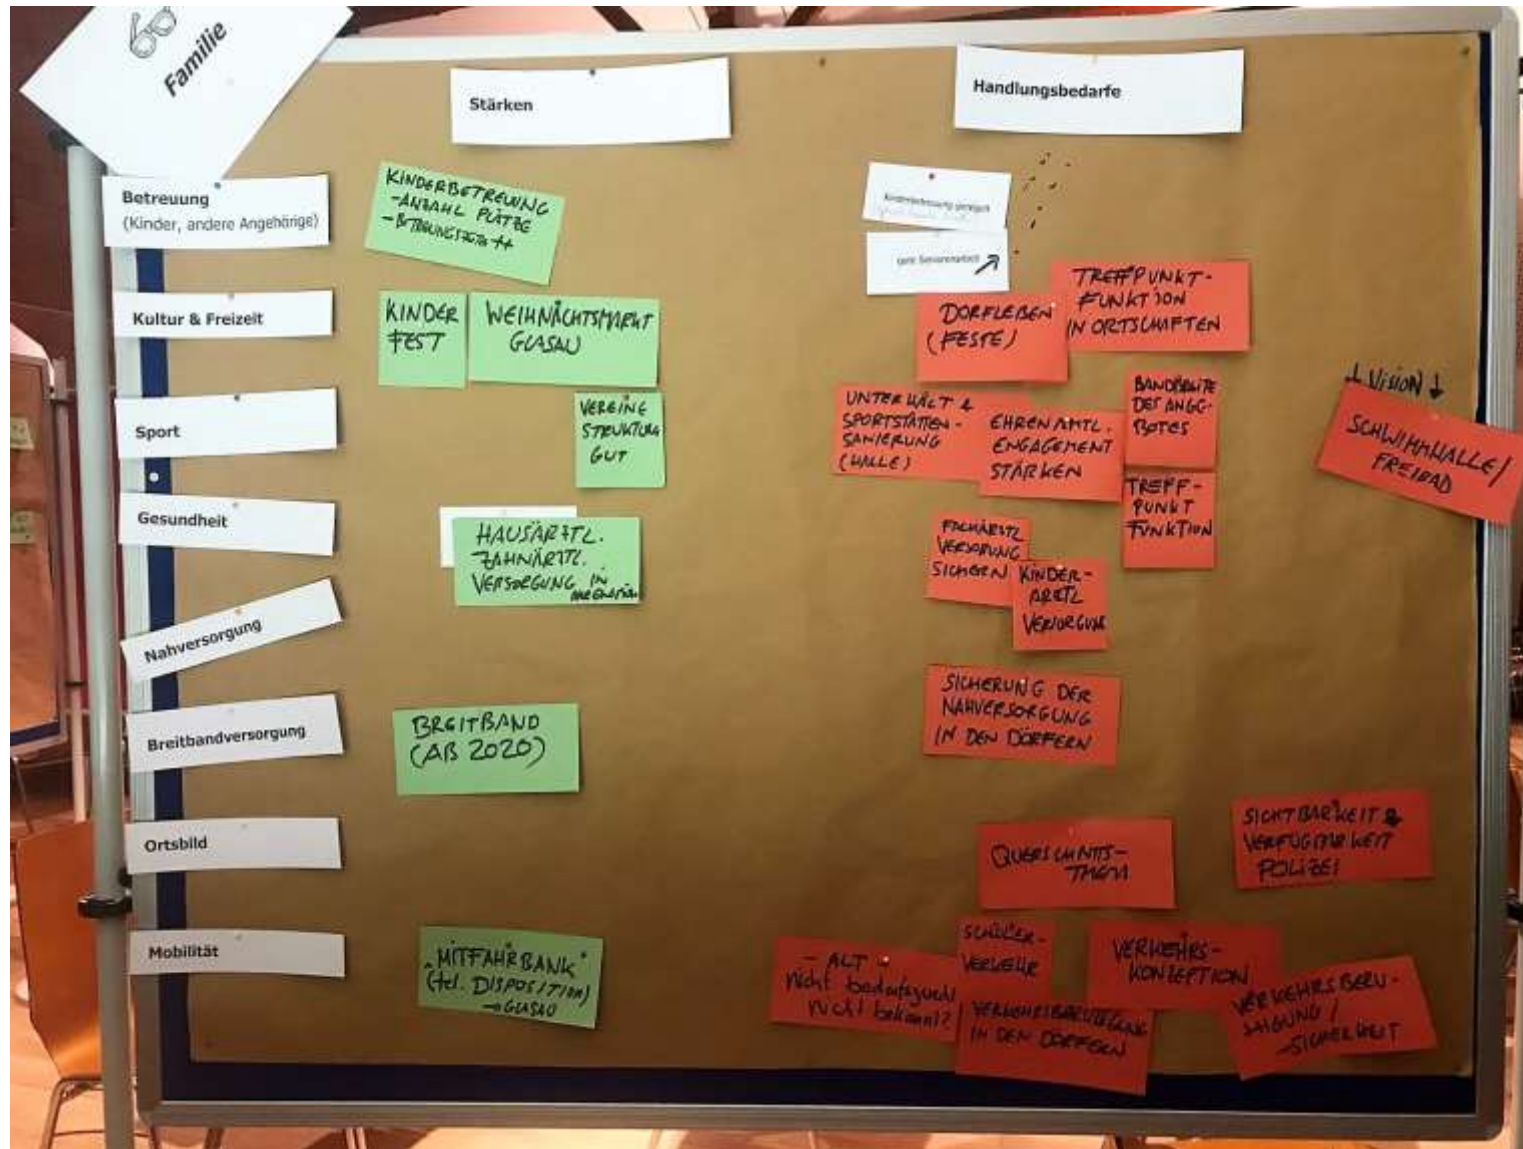 Familie
Stärken
Handlungsbedarfe
Betreuung
(Kinder, andere Angehörige)
KINDERBETREUUNG
-ANZAHL PLÄTZE
Kinderbetreuung
Kultur & Freizeit
KINDER
FEST
WEIHNACHTSMARKT
GLASAU
DORFLEBEN
(FESTE)
TREFFPUNKT-
FUNKTION
IN ORTSCHAFTEN
Sport
VEREINE
STRUKTUR
GUT
UNTERHALT &
SPORTSTÄTTEN-
SANIERUNG
(HALLE)
EHRENAMTL.
ENGAGEMENT
STÄRKEN
BANDBREITE
DES ANGE-
BOTES
TREFF-
PUNKT
FUNKTION
↓ VISION ↓
SCHWIMMHALLE/
FREIBAD
Gesundheit
HAUSÄRZTL.
ZAHNÄRZTL.
VERSORGUNG IN
FACHÄRZTL
VERSORUNG
SICHERN
KINDER-
ARZTL
VERSORGUNG
Nahversorgung
SICHERUNG DER
NAHVERSORGUNG
IN DEN DÖRFERN
Breitbandversorgung
BREITBAND
(AB 2020)
Ortsbild
QUERSCHNITTS-
THEMA
SICHTBARKEIT &
VERFÜGBARKEIT
POLIZEI
Mobilität
„MITFAHRBANK"
(tel. DISPOSITION)
→ GLASAU
- ALT -
nicht bedarfsgerecht
nicht bekannt?
SCHÜLER-
VERKEHR
VERKEHRS-
KONZEPTION
VERKEHRSBERUHIGUNG
IN DEN DÖRFERN
VERKEHRSBERU-
HIGUNG /
-SICHERHEIT